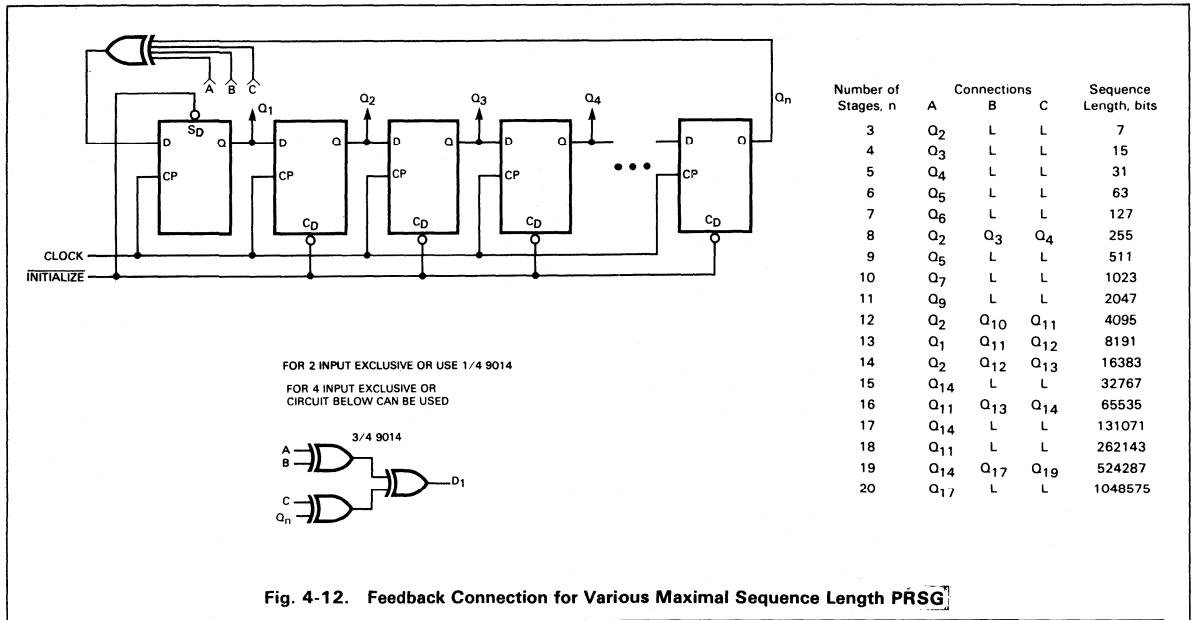 A B C
Q1 Q2 Q3 Q4 Qn
SD
D Q D Q D Q D Q D Q
CP CP CP CP
CD CD CD CD
CLOCK
INITIALIZE
FOR 2 INPUT EXCLUSIVE OR USE 1/4 9014
FOR 4 INPUT EXCLUSIVE OR
CIRCUIT BELOW CAN BE USED
3/4 9014
A
B
D1
C
Qn
Number of Connections Sequence
Stages, n A B C Length, bits
3 Q2 L L 7
4 Q3 L L 15
5 Q4 L L 31
6 Q5 L L 63
7 Q6 L L 127
8 Q2 Q3 Q4 255
9 Q5 L L 511
10 Q7 L L 1023
11 Q9 L L 2047
12 Q2 Q10 Q11 4095
13 Q1 Q11 Q12 8191
14 Q2 Q12 Q13 16383
15 Q14 L L 32767
16 Q11 Q13 Q14 65535
17 Q14 L L 131071
18 Q11 L L 262143
19 Q14 Q17 Q19 524287
20 Q17 L L 1048575
Fig. 4-12. Feedback Connection for Various Maximal Sequence Length PRSG